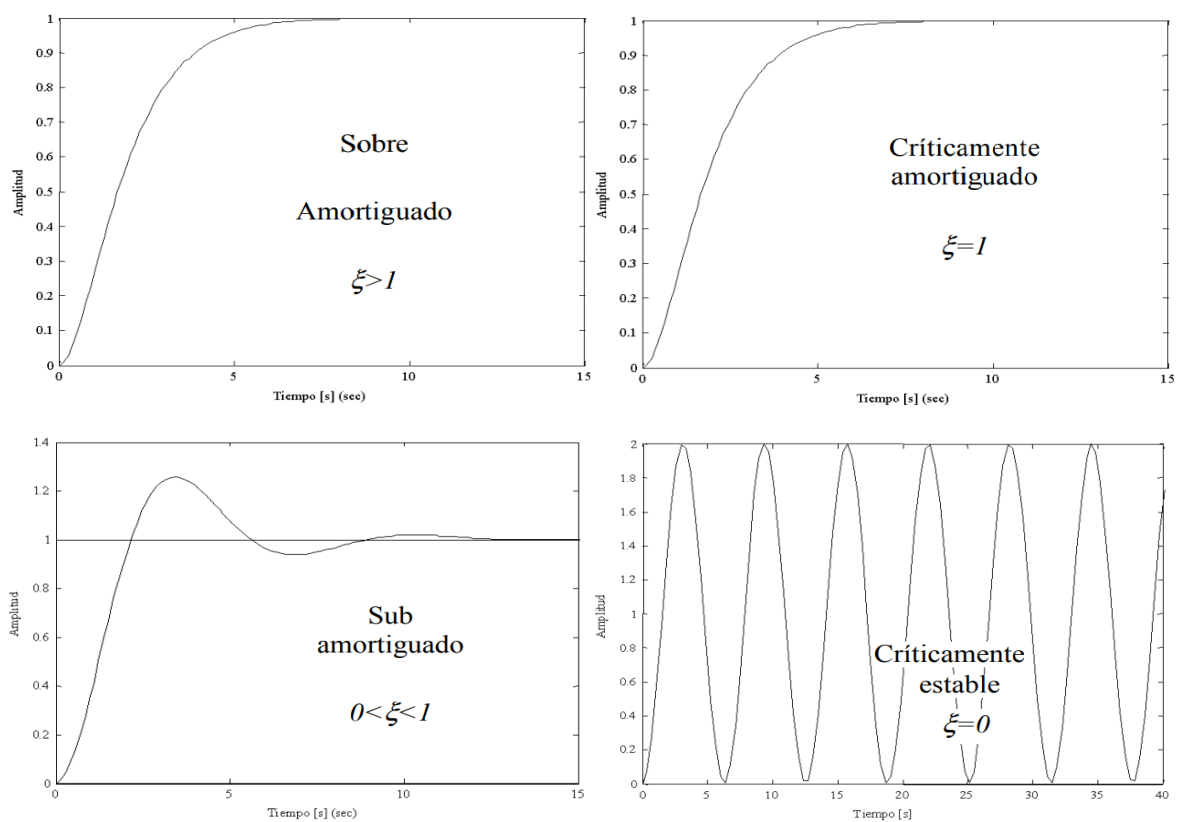 1
0.9
0.8
0.7
0.6
0.5
0.4
0.3
0.2
0.1
0
Amplitud
Sobre
Amortiguado
ξ>1
0 5 10 15
Tiempo [s] (sec)
1
0.9
0.8
0.7
0.6
0.5
0.4
0.3
0.2
0.1
0
Amplitud
Críticamente
amortiguado
ξ=1
0 5 10 15
Tiempo [s] (sec)
1.4
1.2
1
0.8
0.6
0.4
0.2
0
Amplitud
Sub
amortiguado
0<ξ<1
0 5 10 15
Tiempo [s] (sec)
2
1.8
1.6
1.4
1.2
1
0.8
0.6
0.4
0.2
0
Amplitud
Críticamente
estable
ξ=0
0 5 10 15 20 25 30 35 40
Tiempo [s]